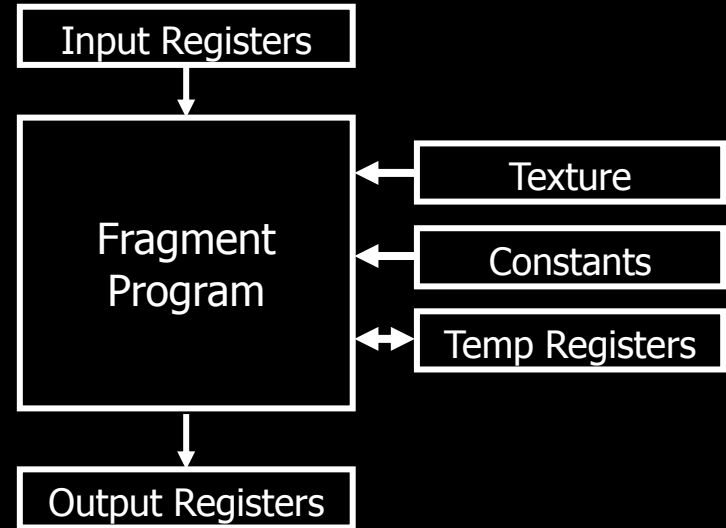 Input Registers
Fragment
Program
Texture
Constants
Temp Registers
Output Registers